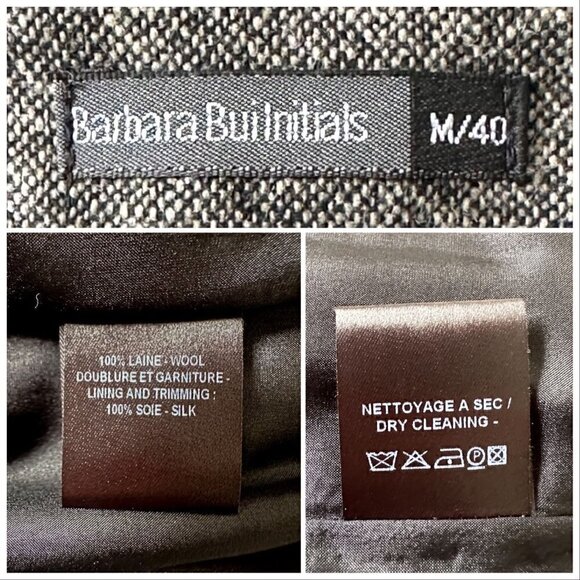 Barbara Bui Initials M/40
100% LAINE - WOOL
DOUBLURE ET GARNITURE -
LINING AND TRIMMING :
100% SOIE - SILK
NETTOYAGE A SEC /
DRY CLEANING -
P